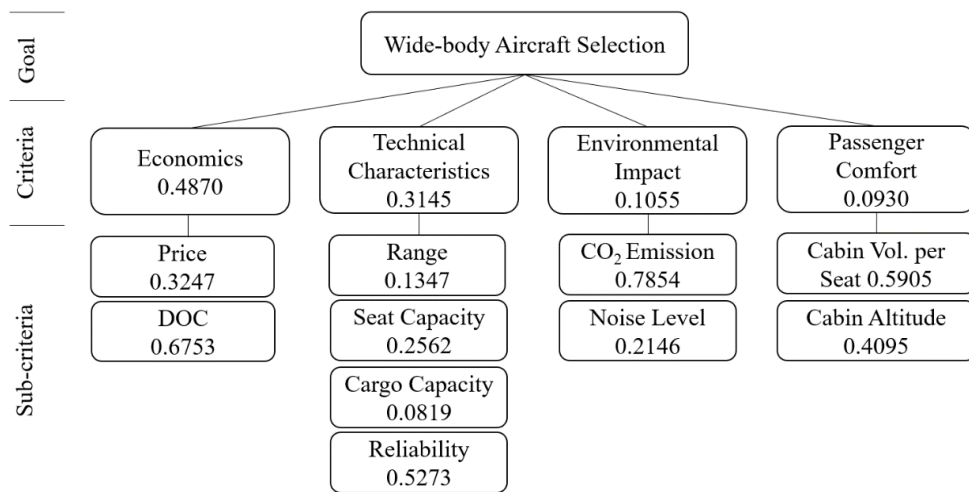 Goal
Wide-body Aircraft Selection
Criteria
Economics
0.4870
Technical
Characteristics
0.3145
Environmental
Impact
0.1055
Passenger
Comfort
0.0930
Sub-criteria
Price
0.3247
DOC
0.6753
Range
0.1347
Seat Capacity
0.2562
Cargo Capacity
0.0819
Reliability
0.5273
CO₂ Emission
0.7854
Noise Level
0.2146
Cabin Vol. per
Seat 0.5905
Cabin Altitude
0.4095